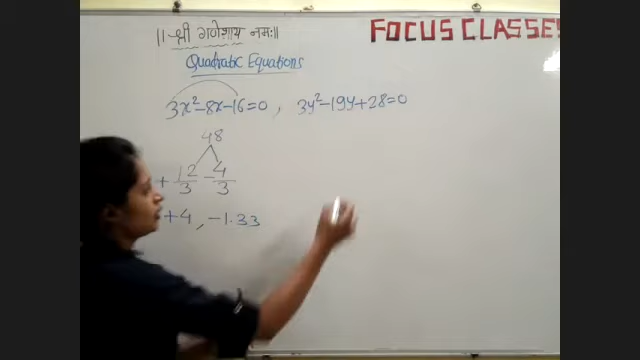 ॥ श्री गणेशाय नमः॥
FOCUS CLASSES
Quadratic Equations
3x²-8x-16=0 , 3y²-19y+28=0
48
+ 12/3 - 4/3
+4 , -1.33